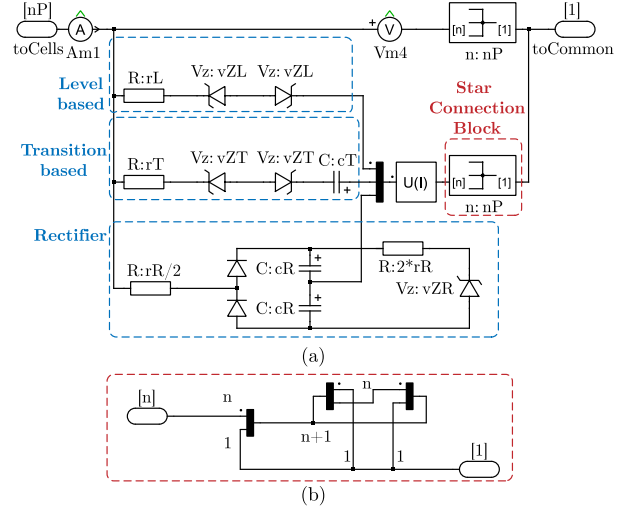 [nP]
[1]
A
+
V
[n]
[1]
toCells
Am1
Vm4
n: nP
toCommon
Level
based
Vz: vZL
Vz: vZL
R: rL
Star
Connection
Block
Transition
based
Vz: vZT
Vz: vZT
C: cT
R: rT
+
U(I)
[n]
[1]
n: nP
Rectifier
+
C: cR
R: 2*rR
R: rR/2
+
C: cR
Vz: vZR
(a)
[n]
n
n
1
n+1
1
1
[1]
(b)